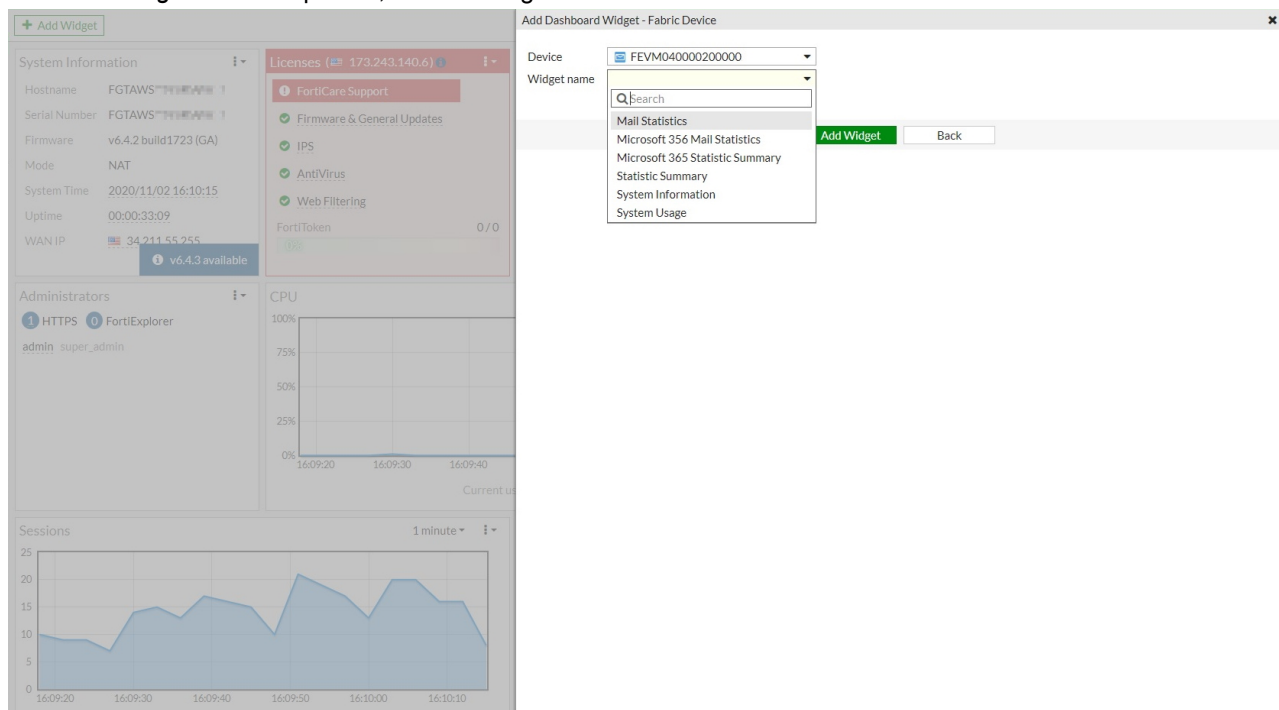 + Add Widget
Add Dashboard Widget - Fabric Device
Device FEVM040000200000
Widget name
Search
Mail Statistics
Microsoft 356 Mail Statistics
Microsoft 365 Statistic Summary
Statistic Summary
System Information
System Usage
Add Widget Back
System Information
Hostname FGTAWS
Serial Number FGTAWS
Firmware v6.4.2 build1723 (GA)
Mode NAT
System Time 2020/11/02 16:10:15
Uptime 00:00:33:09
WAN IP 34.211.55.255
v6.4.3 available
Licenses (173.243.140.6)
FortiCare Support
Firmware & General Updates
IPS
AntiVirus
Web Filtering
FortiToken 0 / 0
Administrators
1 HTTPS 0 FortiExplorer
admin super_admin
CPU
100%
75%
50%
25%
0%
16:09:20 16:09:30 16:09:40
Current us
Sessions 1 minute
25
20
15
10
5
0
16:09:20 16:09:30 16:09:40 16:09:50 16:10:00 16:10:10